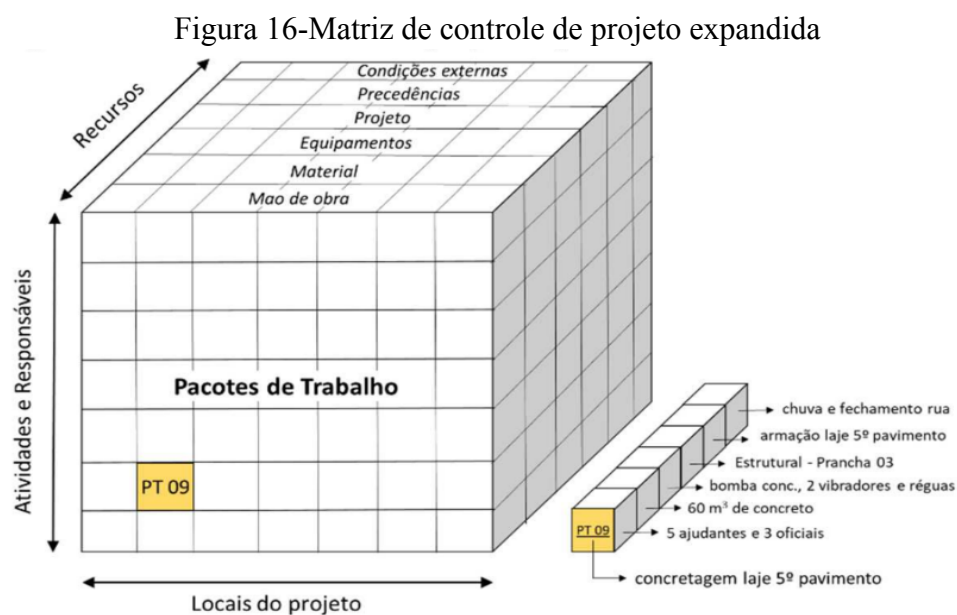 Figura 16-Matriz de controle de projeto expandida
Recursos
Condições externas
Precedências
Projeto
Equipamentos
Material
Mao de obra
Atividades e Responsáveis
Pacotes de Trabalho
PT 09
Locais do projeto
chuva e fechamento rua
armação laje 5º pavimento
Estrutural - Prancha 03
bomba conc., 2 vibradores e réguas
60 m³ de concreto
PT 09
5 ajudantes e 3 oficiais
concretagem laje 5º pavimento